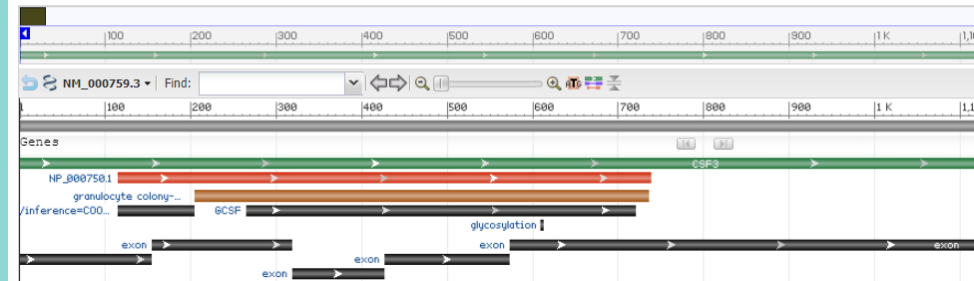 100 200 300 400 500 600 700 800 900 1 K
NM_000759.3 Find:
1 100 200 300 400 500 600 700 800 900 1 K 1,1
Genes
CSF3
NP_000750.1
granulocyte colony-...
/inference=COO... GCSF
glycosylation
exon exon exon
exon
exon